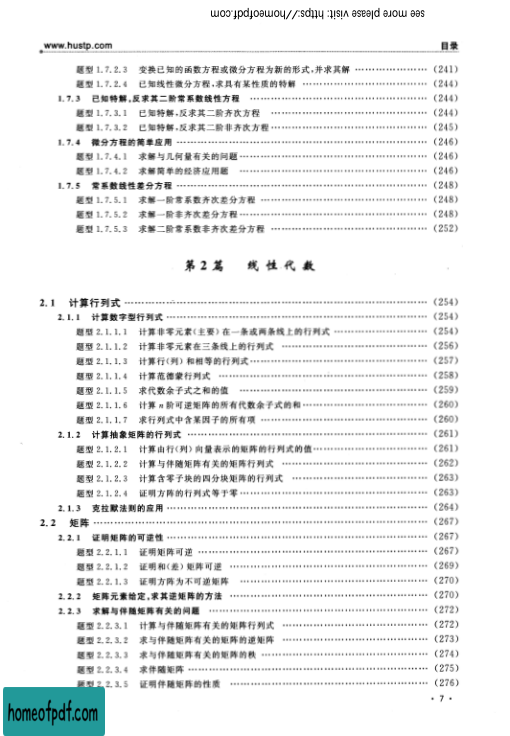 see more please visit: https://homeofpdf.com
www.hustp.com 目录
题型 1.7.2.3 变换已知的函数方程或微分方程为新的形式,并求其解 …… (241)
题型 1.7.2.4 已知线性微分方程,求具有某性质的特解 …… (244)
1.7.3 已知特解,反求其二阶常系数线性方程 …… (244)
题型 1.7.3.1 已知特解,反求其二阶齐次方程 …… (244)
题型 1.7.3.2 已知特解,反求其二阶非齐次方程 …… (245)
1.7.4 微分方程的简单应用 …… (246)
题型 1.7.4.1 求解与几何量有关的问题 …… (246)
题型 1.7.4.2 求解简单的经济应用题 …… (246)
1.7.5 常系数线性差分方程 …… (248)
题型 1.7.5.1 求解一阶常系数齐次差分方程 …… (248)
题型 1.7.5.2 求解一阶非齐次差分方程 …… (248)
题型 1.7.5.3 求解二阶常系数非齐次差分方程 …… (252)
第2篇 线性代数
2.1 计算行列式 …… (254)
2.1.1 计算数字型行列式 …… (254)
题型 2.1.1.1 计算非零元素(主要)在一条或两条线上的行列式 …… (254)
题型 2.1.1.2 计算非零元素在三条线上的行列式 …… (256)
题型 2.1.1.3 计算行(列)和相等的行列式 …… (257)
题型 2.1.1.4 计算范德蒙行列式 …… (258)
题型 2.1.1.5 求代数余子式之和的值 …… (259)
题型 2.1.1.6 计算 n 阶可逆矩阵的所有代数余子式的和 …… (260)
题型 2.1.1.7 求行列式中含某因子的所有项 …… (260)
2.1.2 计算抽象矩阵的行列式 …… (261)
题型 2.1.2.1 计算由行(列)向量表示的矩阵的行列式的值 …… (261)
题型 2.1.2.2 计算与伴随矩阵有关的矩阵行列式 …… (262)
题型 2.1.2.3 计算含零子块的四分块矩阵的行列式 …… (263)
题型 2.1.2.4 证明方阵的行列式等于零 …… (263)
2.1.3 克拉默法则的应用 …… (264)
2.2 矩阵 …… (267)
2.2.1 证明矩阵的可逆性 …… (267)
题型 2.2.1.1 证明矩阵可逆 …… (267)
题型 2.2.1.2 证明和(差)矩阵可逆 …… (269)
题型 2.2.1.3 证明方阵为不可逆矩阵 …… (270)
2.2.2 矩阵元素给定,求其逆矩阵的方法 …… (270)
2.2.3 求解与伴随矩阵有关的问题 …… (272)
题型 2.2.3.1 计算与伴随矩阵有关的矩阵行列式 …… (272)
题型 2.2.3.2 求与伴随矩阵有关的矩阵的逆矩阵 …… (273)
题型 2.2.3.3 求与伴随矩阵有关的矩阵的秩 …… (274)
题型 2.2.3.4 求伴随矩阵 …… (275)
题型 2.2.3.5 证明伴随矩阵的性质 …… (276)
· 7 ·
homeofpdf.com